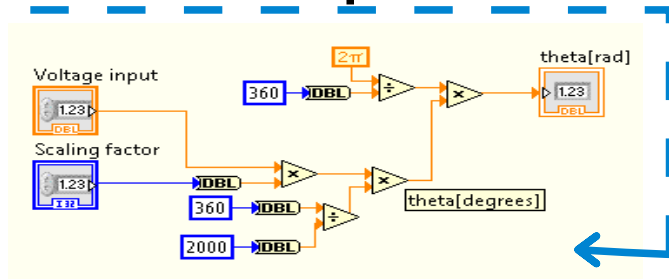 2π
theta[rad]
Voltage input
360
DBL
÷
×
1.23
DBL
1.23
DBL
Scaling factor
1.23
I32
DBL
×
×
360
DBL
÷
theta[degrees]
2000
DBL